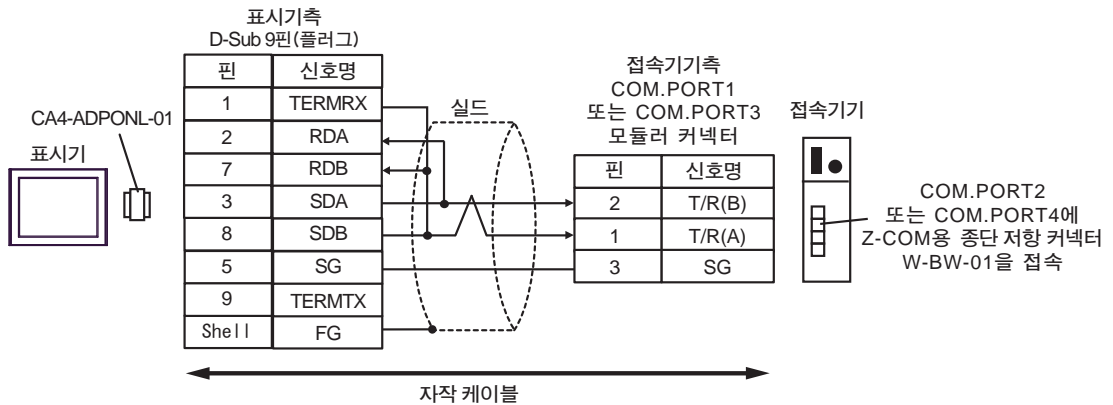 표시기측
D-Sub 9핀(플러그)
CA4-ADPONL-01
표시기
핀 신호명
1 TERMRX
2 RDA
7 RDB
3 SDA
8 SDB
5 SG
9 TERMTX
Shell FG
실드
접속기기측
COM.PORT1
또는 COM.PORT3
모듈러 커넥터
핀 신호명
2 T/R(B)
1 T/R(A)
3 SG
접속기기
COM.PORT2
또는 COM.PORT4에
Z-COM용 종단 저항 커넥터
W-BW-01을 접속
자작 케이블